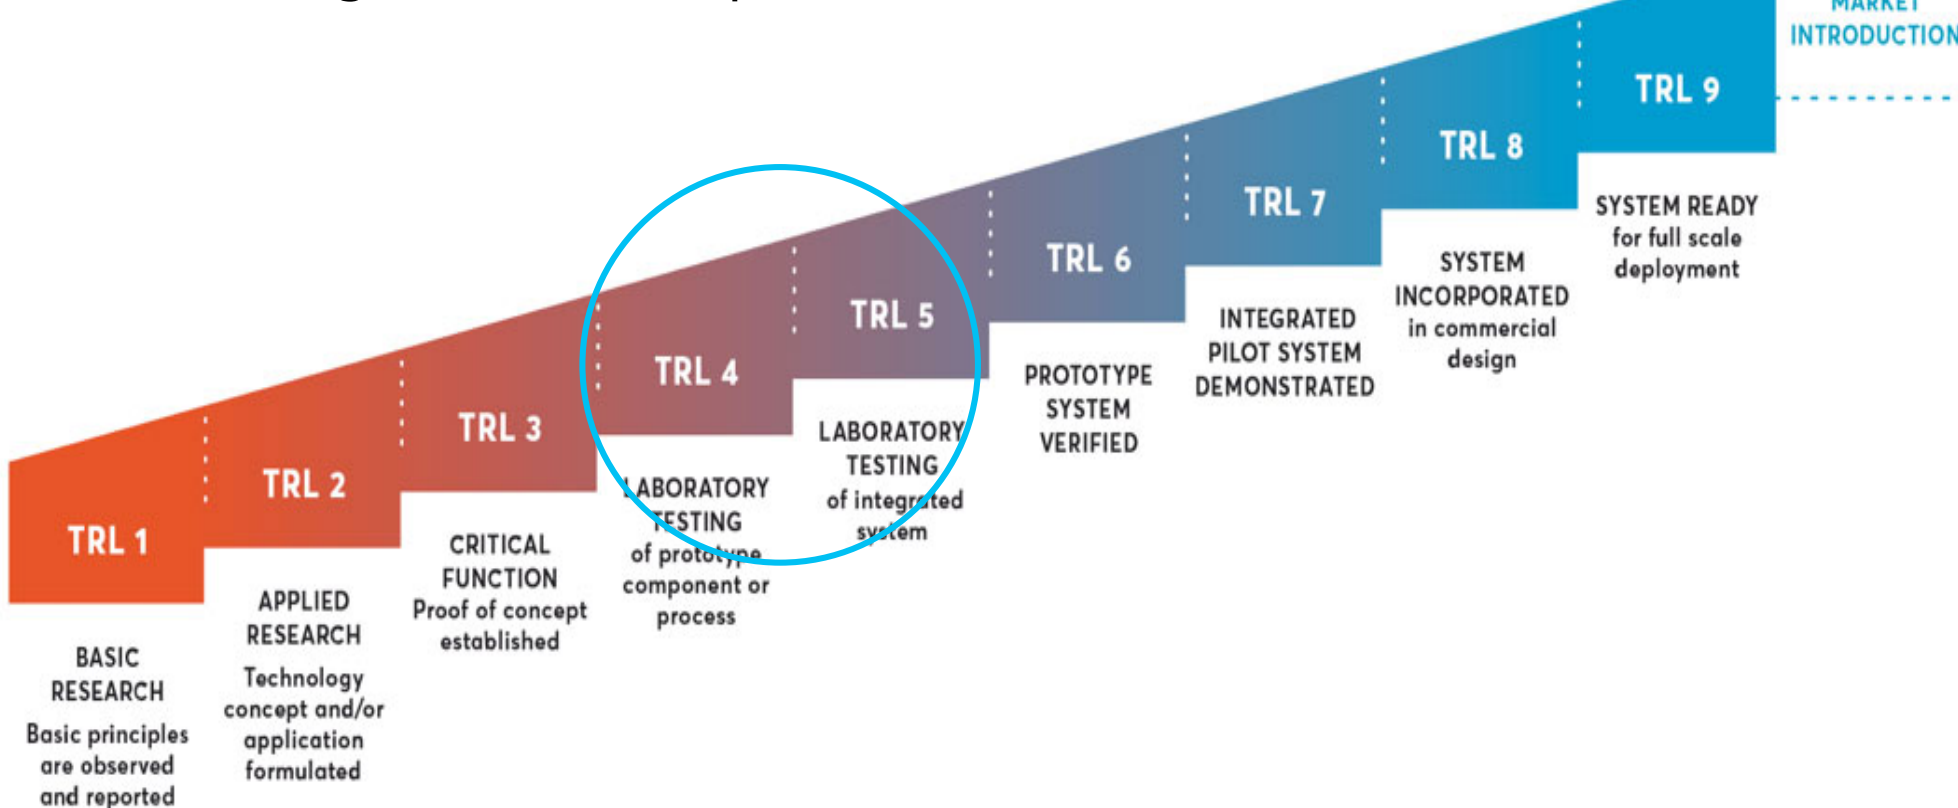 MARKET
INTRODUCTION
TRL 9
SYSTEM READY
for full scale
deployment
TRL 8
SYSTEM
INCORPORATED
in commercial
design
TRL 7
INTEGRATED
PILOT SYSTEM
DEMONSTRATED
TRL 6
PROTOTYPE
SYSTEM
VERIFIED
TRL 5
LABORATORY
TESTING
of integrated
system
TRL 4
LABORATORY
TESTING
of prototype
component or
process
TRL 3
CRITICAL
FUNCTION
Proof of concept
established
TRL 2
APPLIED
RESEARCH
Technology
concept and/or
application
formulated
TRL 1
BASIC
RESEARCH
Basic principles
are observed
and reported